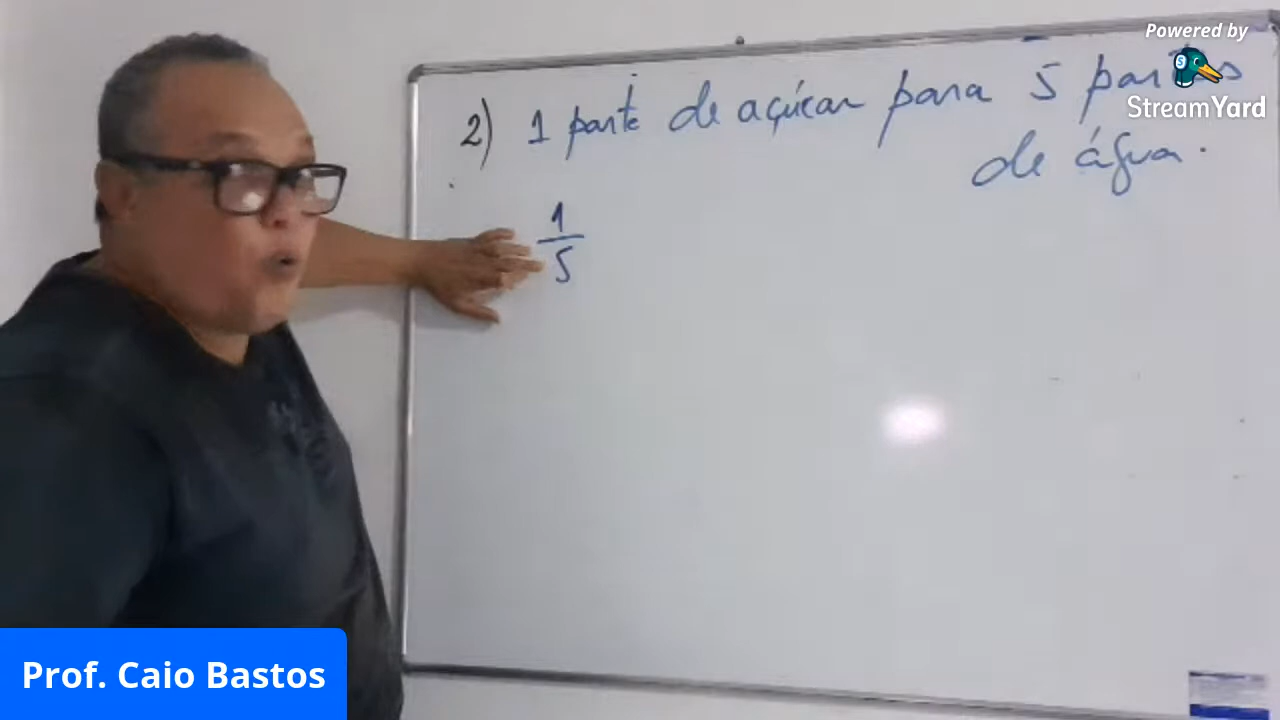 Powered by
StreamYard
2) 1 parte de açúcar para 5 partes
de água.
1
5
Prof. Caio Bastos